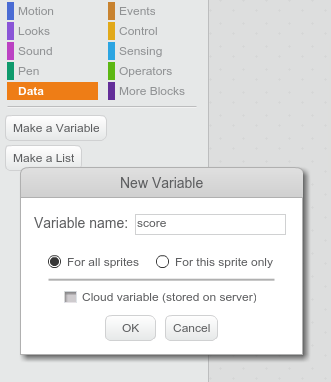 Motion Events
Looks Control
Sound Sensing
Pen Operators
Data More Blocks
Make a Variable
Make a List
New Variable
Variable name: score
For all sprites For this sprite only
Cloud variable (stored on server)
OK Cancel